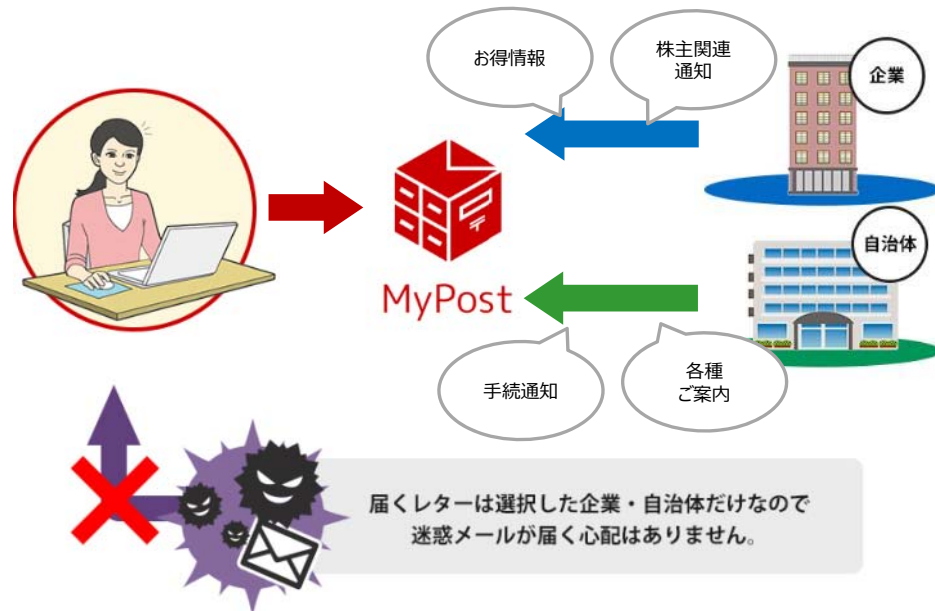 お得情報
株主関連
通知
企業
自治体
MyPost
手続通知
各種
ご案内
届くレターは選択した企業・自治体だけなので
迷惑メールが届く心配はありません。